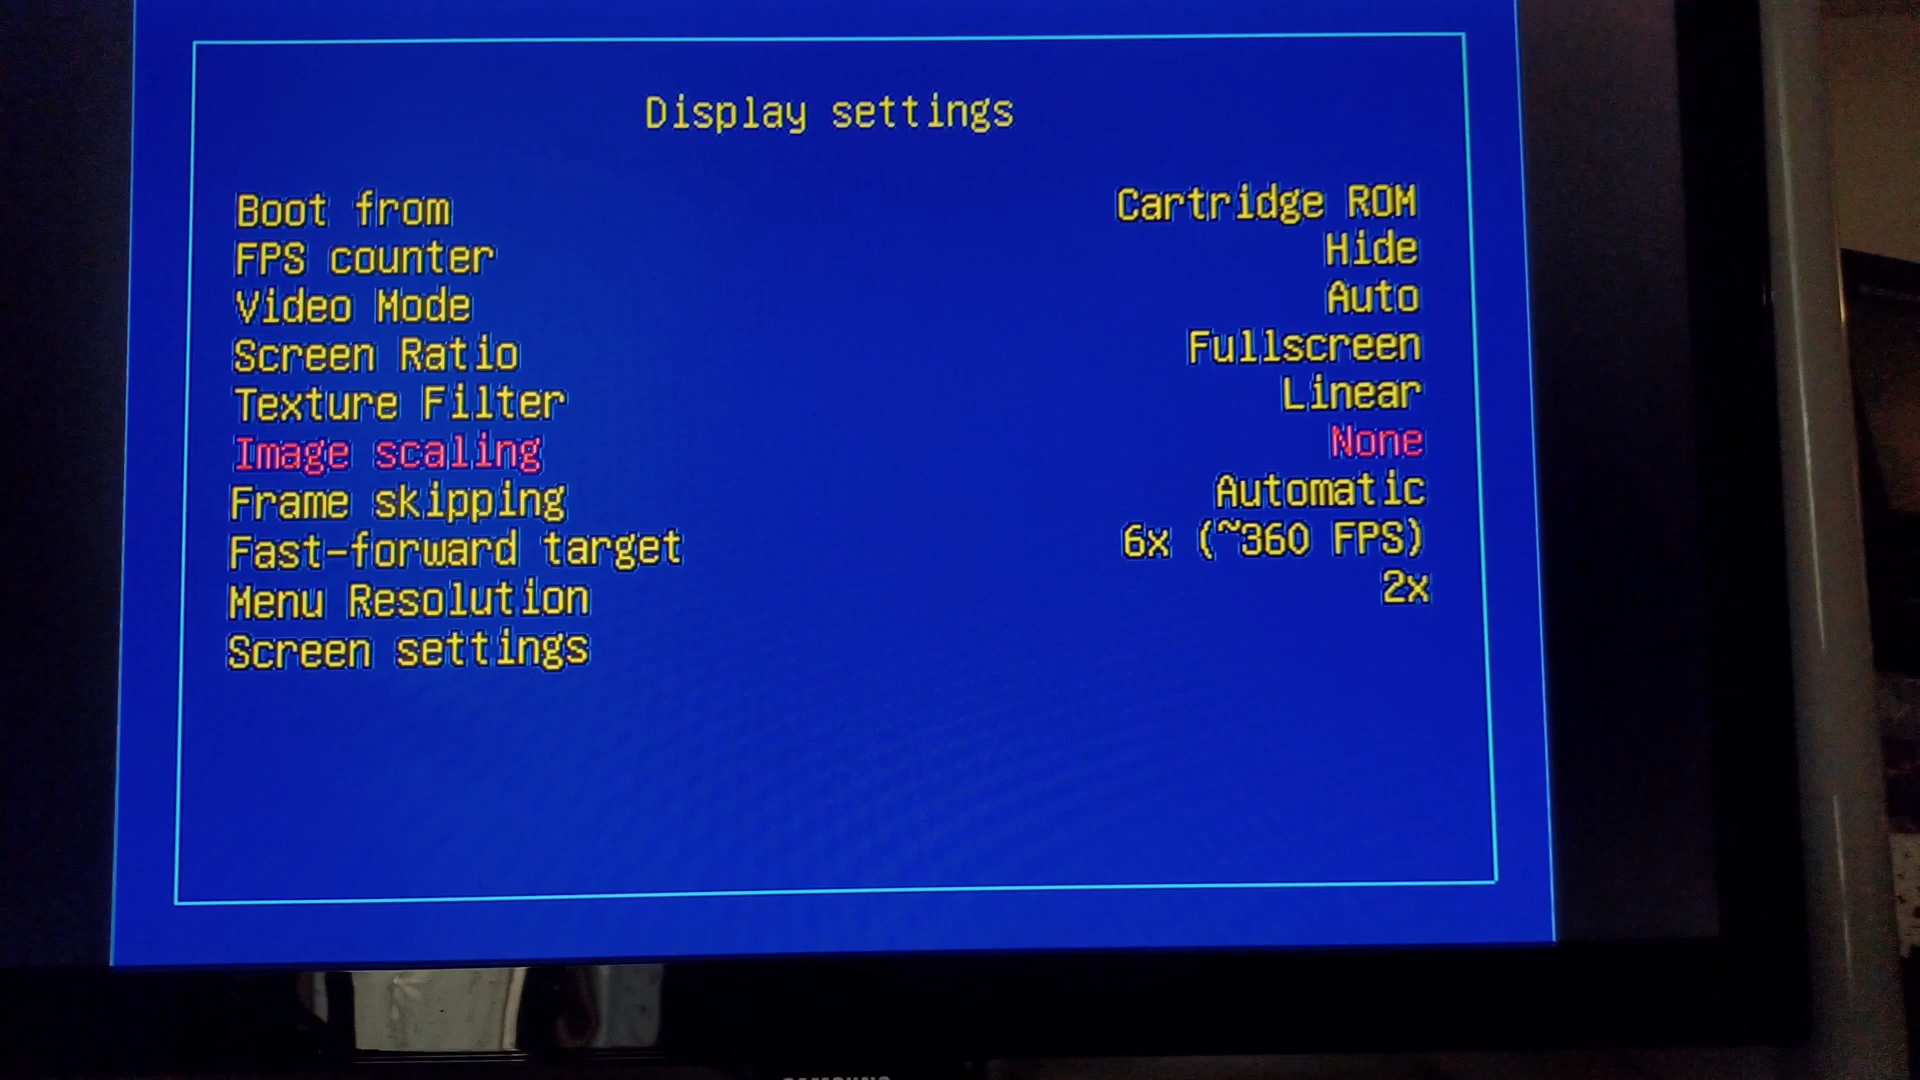 Display settings
Boot from Cartridge ROM
FPS counter Hide
Video Mode Auto
Screen Ratio Fullscreen
Texture Filter Linear
Image scaling None
Frame skipping Automatic
Fast-forward target 6x (~360 FPS)
Menu Resolution 2x
Screen settings
SAMSUNG